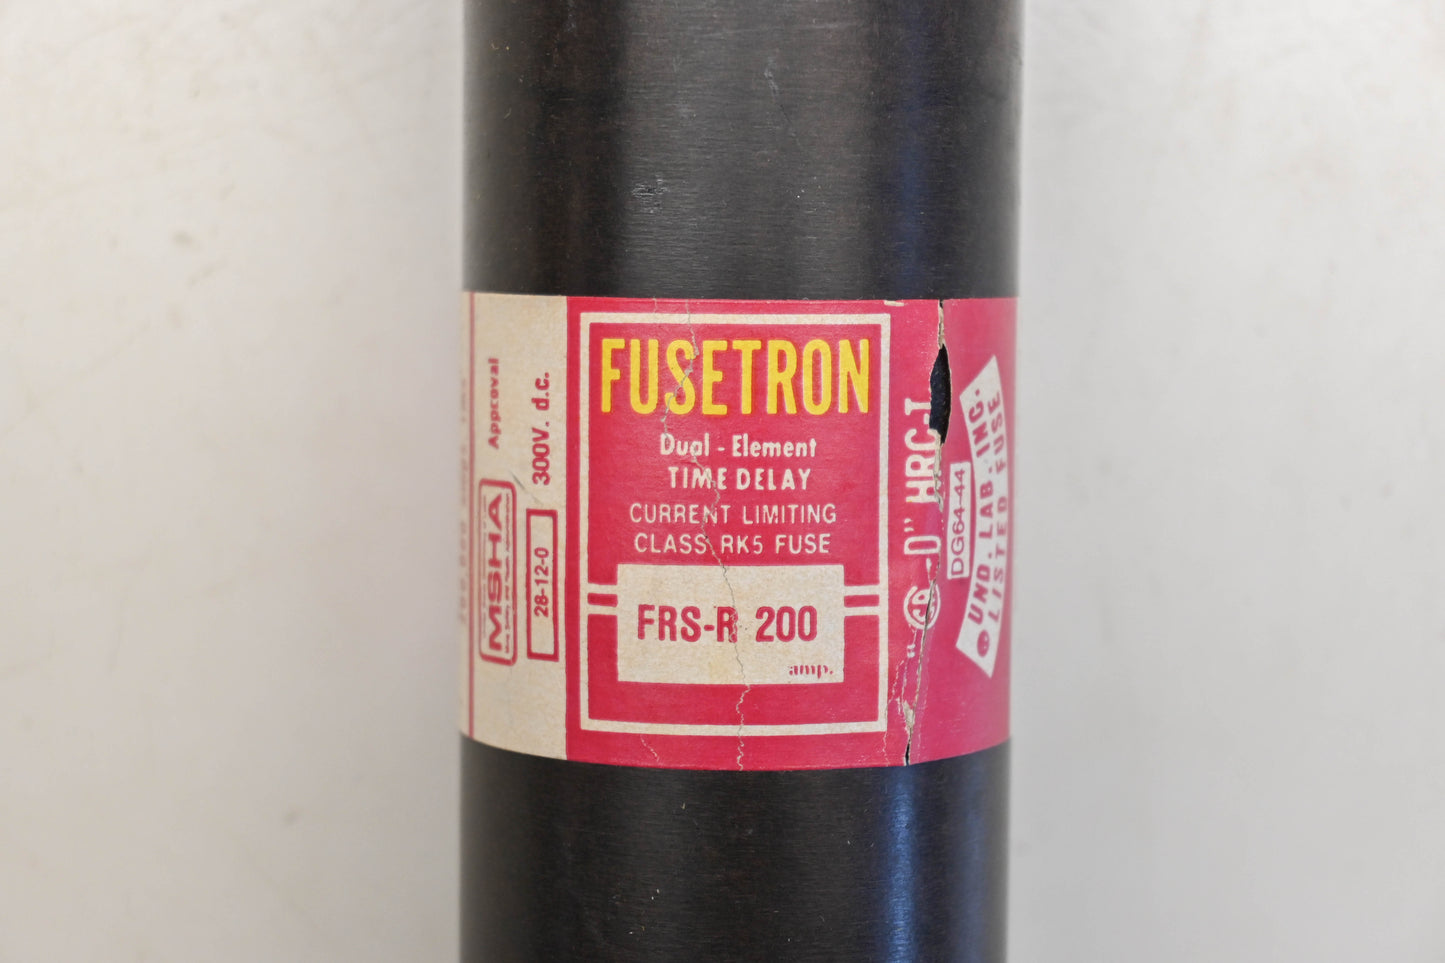 FUSETRON
Dual - Element
TIME DELAY
CURRENT LIMITING
CLASS RK5 FUSE
FRS-R 200
amp.
MSHA
Approval
28-12-0
300V. d.c.
"-D" HRC-I
DG64-44
UND. LAB. INC.
LISTED FUSE